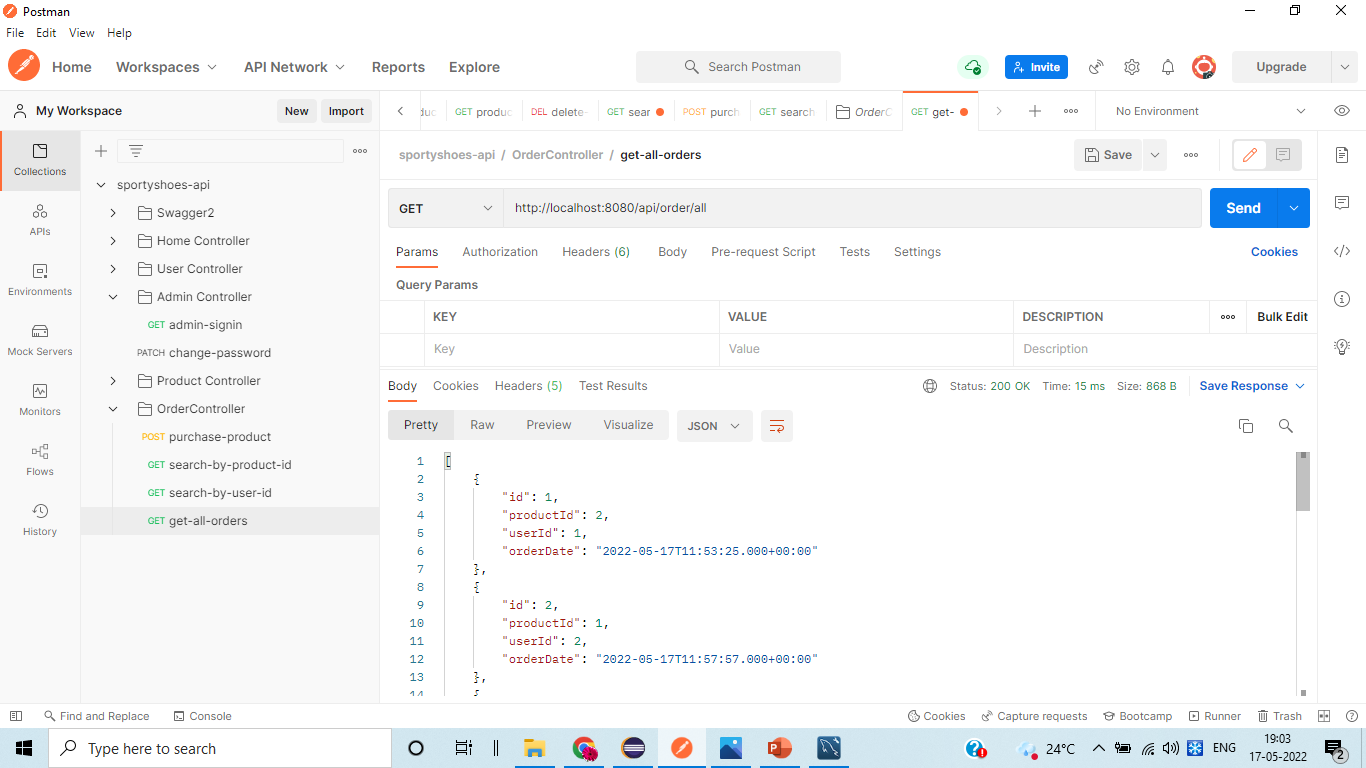 Postman
File Edit View Help
Home Workspaces API Network Reports Explore Search Postman Invite Upgrade
My Workspace New Import GET produc DEL delete- GET sear POST purch GET search OrderC GET get- No Environment
sportyshoes-api / OrderController / get-all-orders Save
Collections
APIs
Environments
Mock Servers
Monitors
Flows
History
sportyshoes-api
Swagger2
Home Controller
User Controller
Admin Controller
GET admin-signin
PATCH change-password
Product Controller
OrderController
POST purchase-product
GET search-by-product-id
GET search-by-user-id
GET get-all-orders
GET http://localhost:8080/api/order/all Send
Params Authorization Headers (6) Body Pre-request Script Tests Settings Cookies
Query Params
KEY VALUE DESCRIPTION Bulk Edit
Key Value Description
Body Cookies Headers (5) Test Results Status: 200 OK Time: 15 ms Size: 868 B Save Response
Pretty Raw Preview Visualize JSON
1 [
2 {
3 "id": 1,
4 "productId": 2,
5 "userId": 1,
6 "orderDate": "2022-05-17T11:53:25.000+00:00"
7 },
8 {
9 "id": 2,
10 "productId": 1,
11 "userId": 2,
12 "orderDate": "2022-05-17T11:57:57.000+00:00"
13 },
14 {
Find and Replace Console Cookies Capture requests Bootcamp Runner Trash
Type here to search 24°C ENG 19:03
17-05-2022 2